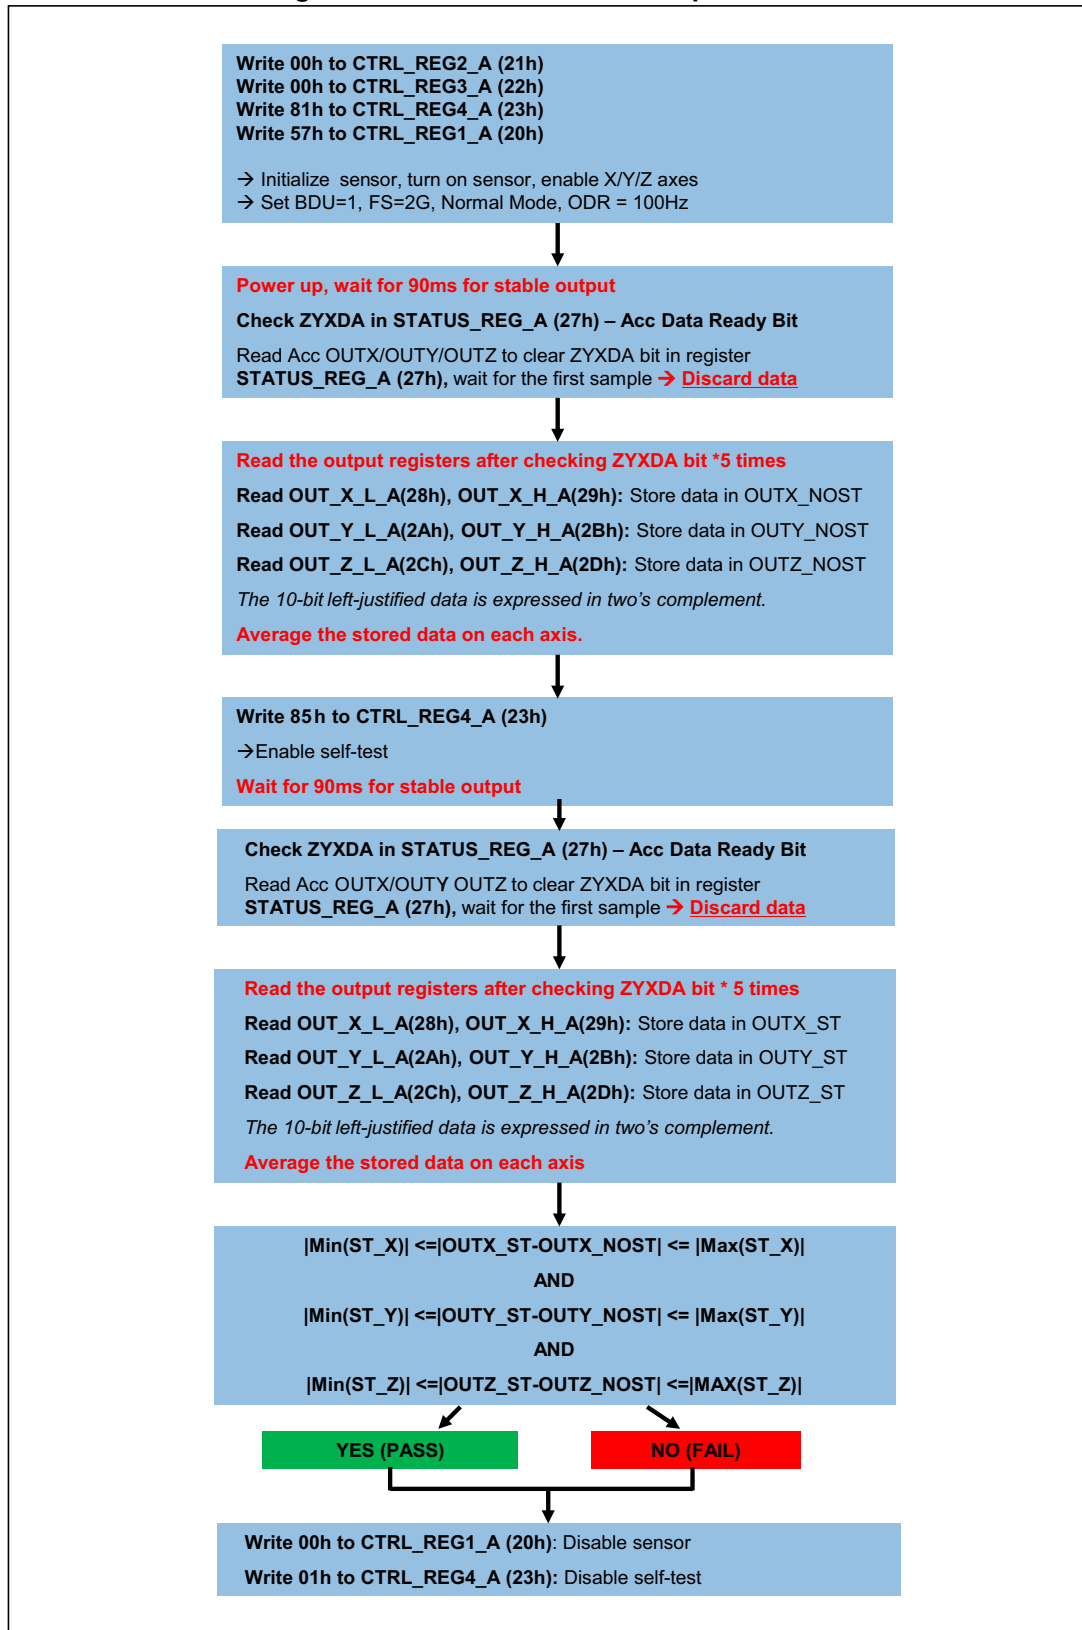 Write 00h to CTRL_REG2_A (21h)
Write 00h to CTRL_REG3_A (22h)
Write 81h to CTRL_REG4_A (23h)
Write 57h to CTRL_REG1_A (20h)
→ Initialize sensor, turn on sensor, enable X/Y/Z axes
→ Set BDU=1, FS=2G, Normal Mode, ODR = 100Hz
Power up, wait for 90ms for stable output
Check ZYXDA in STATUS_REG_A (27h) – Acc Data Ready Bit
Read Acc OUTX/OUTY/OUTZ to clear ZYXDA bit in register
STATUS_REG_A (27h), wait for the first sample → Discard data
Read the output registers after checking ZYXDA bit *5 times
Read OUT_X_L_A(28h), OUT_X_H_A(29h): Store data in OUTX_NOST
Read OUT_Y_L_A(2Ah), OUT_Y_H_A(2Bh): Store data in OUTY_NOST
Read OUT_Z_L_A(2Ch), OUT_Z_H_A(2Dh): Store data in OUTZ_NOST
The 10-bit left-justified data is expressed in two's complement.
Average the stored data on each axis.
Write 85h to CTRL_REG4_A (23h)
→Enable self-test
Wait for 90ms for stable output
Check ZYXDA in STATUS_REG_A (27h) – Acc Data Ready Bit
Read Acc OUTX/OUTY OUTZ to clear ZYXDA bit in register
STATUS_REG_A (27h), wait for the first sample → Discard data
Read the output registers after checking ZYXDA bit * 5 times
Read OUT_X_L_A(28h), OUT_X_H_A(29h): Store data in OUTX_ST
Read OUT_Y_L_A(2Ah), OUT_Y_H_A(2Bh): Store data in OUTY_ST
Read OUT_Z_L_A(2Ch), OUT_Z_H_A(2Dh): Store data in OUTZ_ST
The 10-bit left-justified data is expressed in two's complement.
Average the stored data on each axis
|Min(ST_X)| <=|OUTX_ST-OUTX_NOST| <= |Max(ST_X)|
AND
|Min(ST_Y)| <=|OUTY_ST-OUTY_NOST| <= |Max(ST_Y)|
AND
|Min(ST_Z)| <=|OUTZ_ST-OUTZ_NOST| <=|MAX(ST_Z)|
YES (PASS)
NO (FAIL)
Write 00h to CTRL_REG1_A (20h): Disable sensor
Write 01h to CTRL_REG4_A (23h): Disable self-test